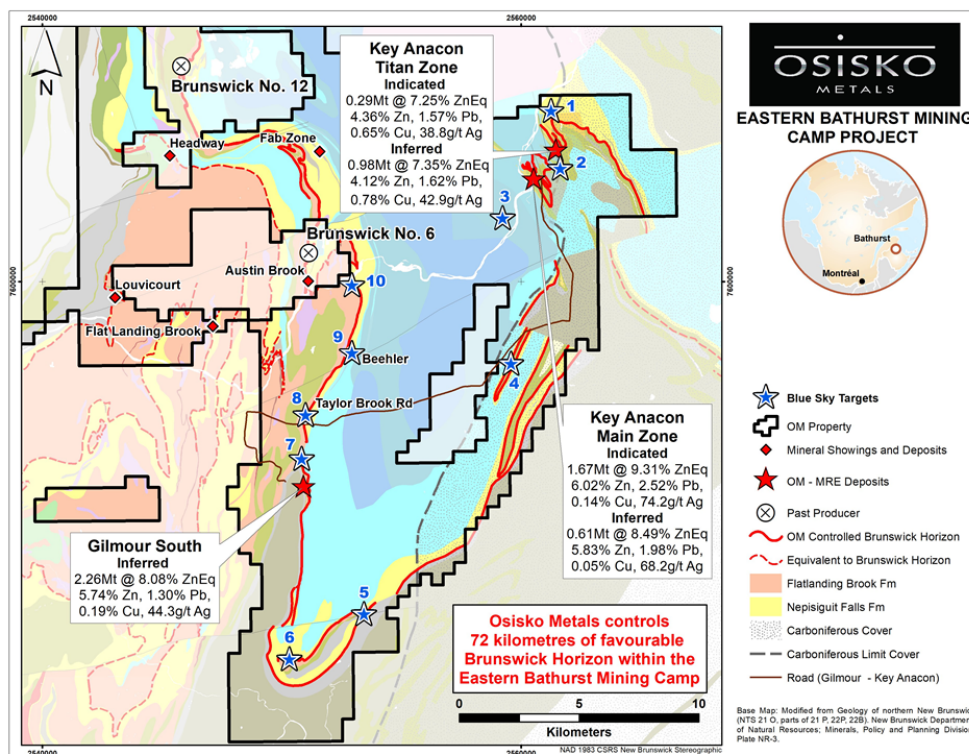 2540000
2560000
N
Brunswick No. 12
Headway
Fab Zone
Key Anacon
Titan Zone
Indicated
0.29Mt @ 7.25% ZnEq
4.36% Zn, 1.57% Pb,
0.65% Cu, 38.8g/t Ag
Inferred
0.98Mt @ 7.35% ZnEq
4.12% Zn, 1.62% Pb,
0.78% Cu, 42.9g/t Ag
1
2
3
Brunswick No. 6
Austin Brook
Louvicourt
Flat Landing Brook
10
7600000
7600000
9
Beehler
4
8
Taylor Brook Rd
7
Key Anacon
Main Zone
Indicated
1.67Mt @ 9.31% ZnEq
6.02% Zn, 2.52% Pb,
0.14% Cu, 74.2g/t Ag
Inferred
0.61Mt @ 8.49% ZnEq
5.83% Zn, 1.98% Pb,
0.05% Cu, 68.2g/t Ag
Gilmour South
Inferred
2.26Mt @ 8.08% ZnEq
5.74% Zn, 1.30% Pb,
0.19% Cu, 44.3g/t Ag
5
6
Osisko Metals controls
72 kilometres of favourable
Brunswick Horizon within the
Eastern Bathurst Mining Camp
0 5 10
Kilometers
2540000
2560000
NAD 1983 CSRS New Brunswick Stereographic
OSISKO
METALS
EASTERN BATHURST MINING
CAMP PROJECT
Bathurst
Montréal
Blue Sky Targets
OM Property
Mineral Showings and Deposits
OM - MRE Deposits
Past Producer
OM Controlled Brunswick Horizon
Equivalent to Brunswick Horizon
Flatlanding Brook Fm
Nepisiguit Falls Fm
Carboniferous Cover
Carboniferous Limit Cover
Road (Gilmour - Key Anacon)
Base Map: Modified from Geology of northern New Brunswi
(NTS 21 O, parts of 21 P, 22P, 22B). New Brunswick Departmen
of Natural Resources; Minerals, Policy and Planning Divisio
Plate NR-3.